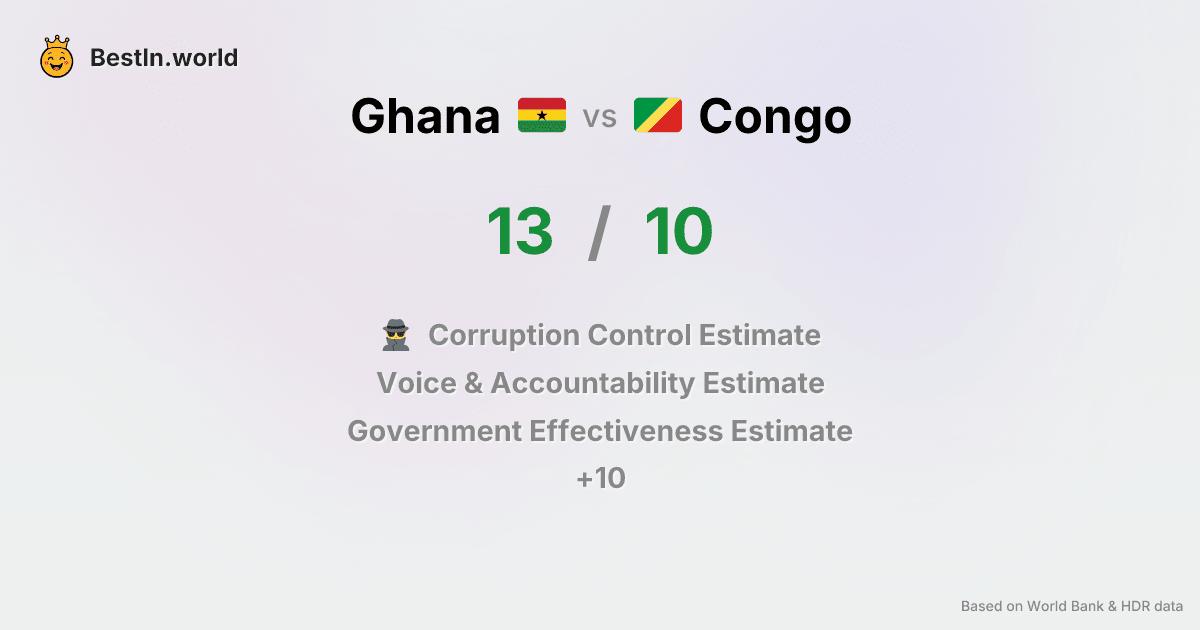 BestIn.world
Ghana vs Congo
13 / 10
Corruption Control Estimate
Voice & Accountability Estimate
Government Effectiveness Estimate
+10
Based on World Bank & HDR data